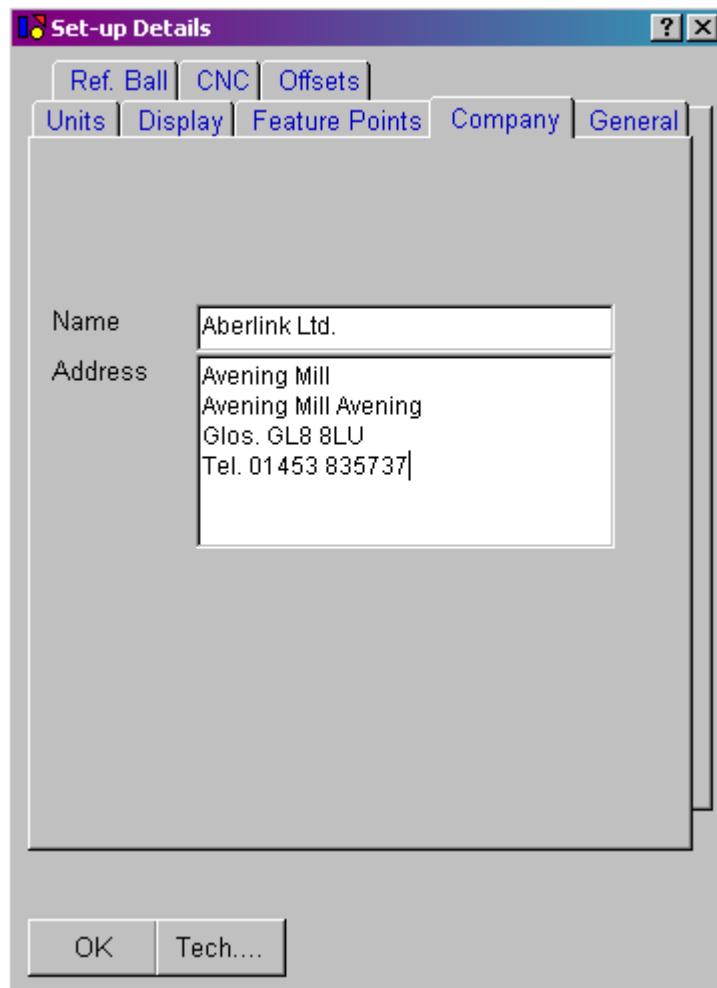 Set-up Details
Ref. Ball CNC Offsets
Units Display Feature Points Company General
Name Aberlink Ltd.
Address Avening Mill
Avening Mill Avening
Glos. GL8 8LU
Tel. 01453 835737
OK Tech....